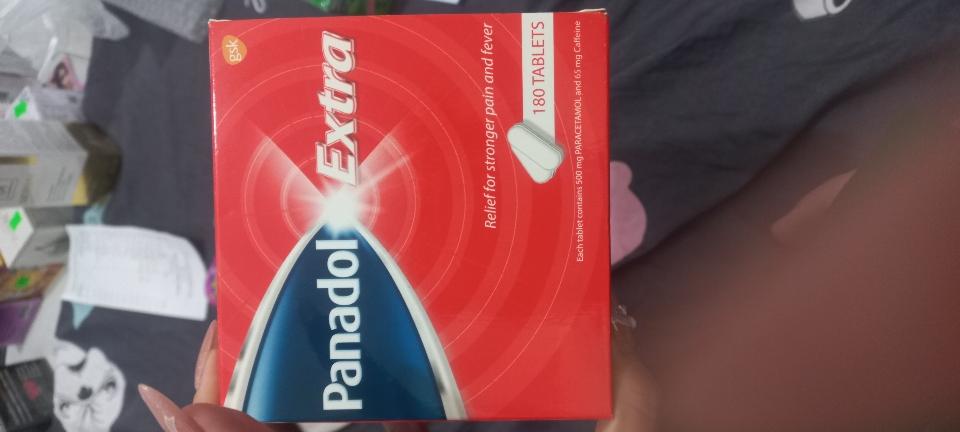 gsk
Panadol Extra
Relief for stronger pain and fever
180 TABLETS
Each tablet contains 500 mg PARACETAMOL and 65 mg Caffeine